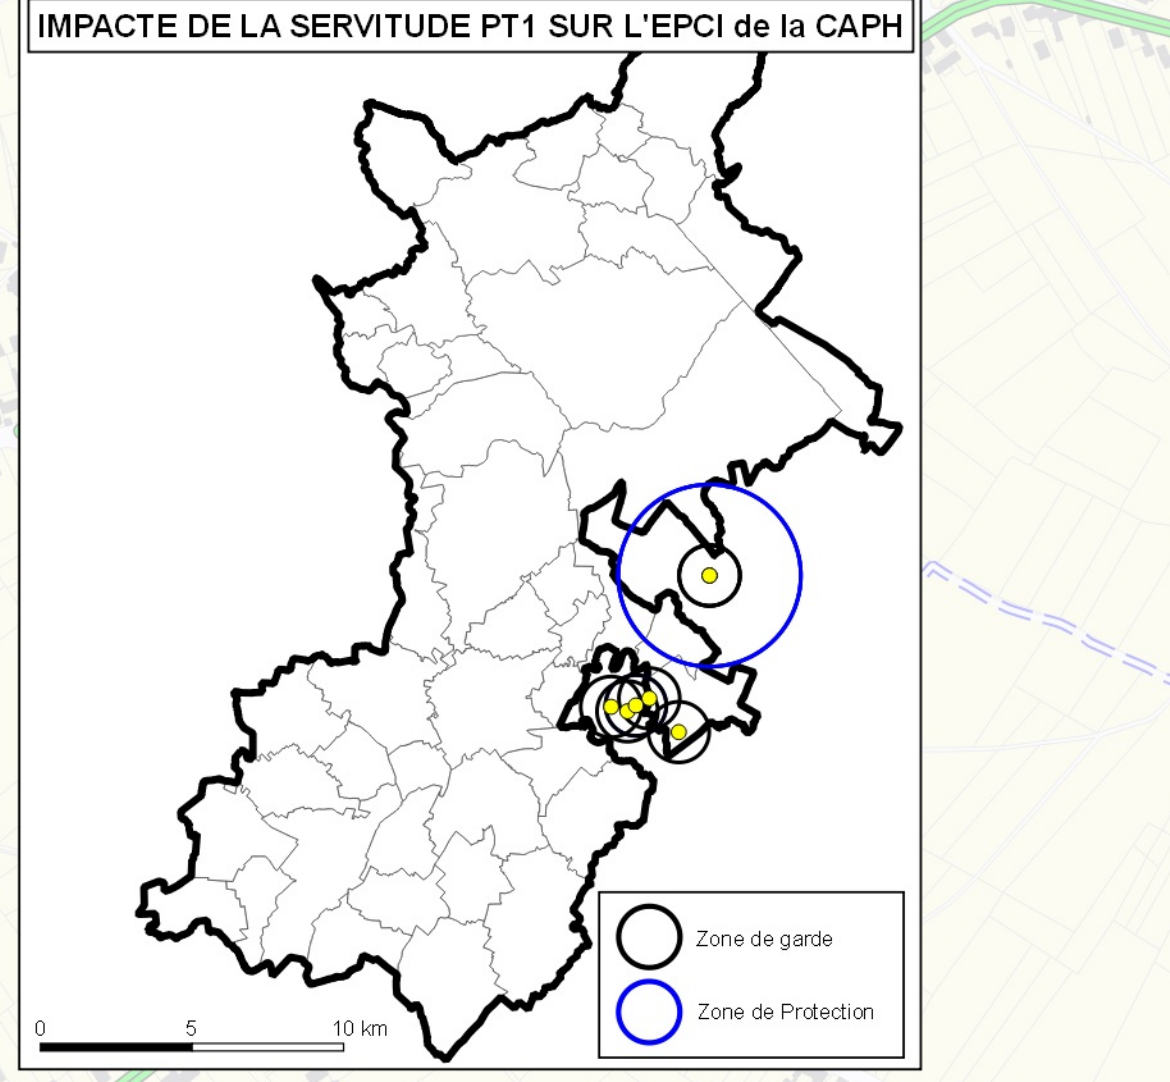 IMPACTE DE LA SERVITUDE PT1 SUR L'EPCI de la CAPH
Zone de garde
Zone de Protection
0 5 10 km